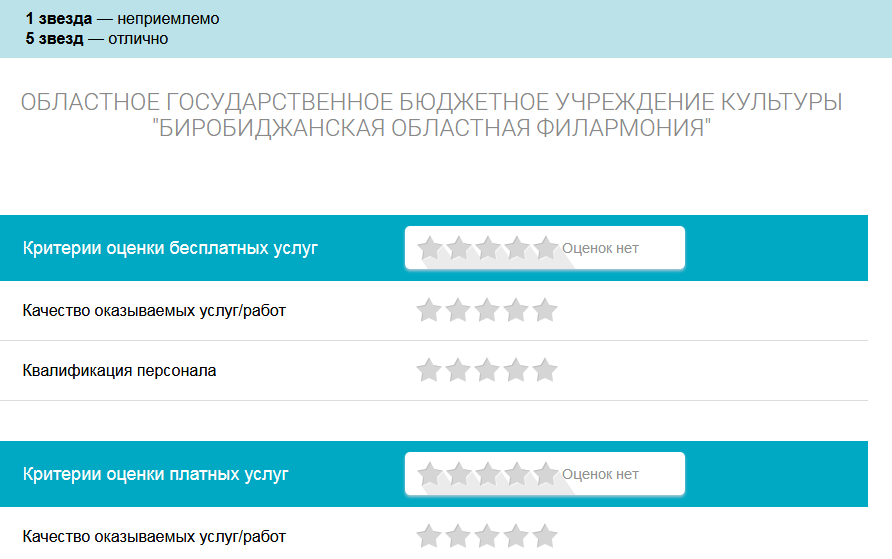 1 звезда — неприемлемо
5 звезд — отлично
ОБЛАСТНОЕ ГОСУДАРСТВЕННОЕ БЮДЖЕТНОЕ УЧРЕЖДЕНИЕ КУЛЬТУРЫ
"БИРОБИДЖАНСКАЯ ОБЛАСТНАЯ ФИЛАРМОНИЯ"
Критерии оценки бесплатных услуг Оценок нет
Качество оказываемых услуг/работ
Квалификация персонала
Критерии оценки платных услуг Оценок нет
Качество оказываемых услуг/работ